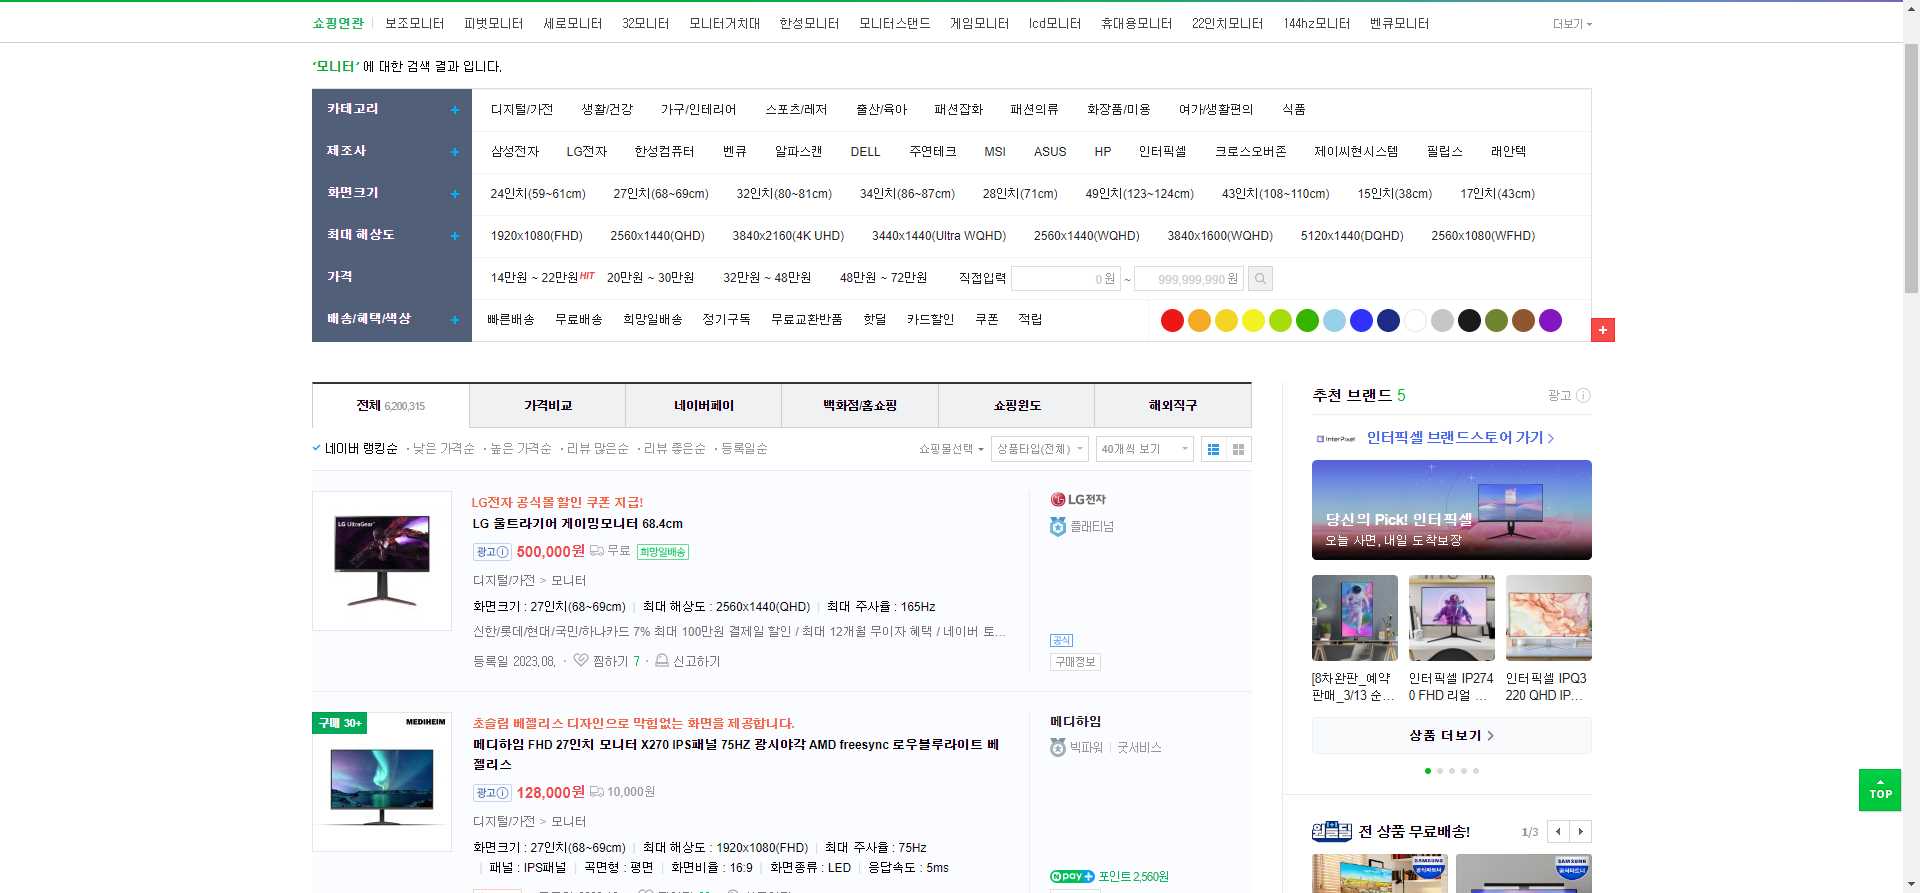 쇼핑연관 보조모니터 피벗모니터 세로모니터 32모니터 모니터거치대 한성모니터 모니터스탠드 게임모니터 lcd모니터 휴대용모니터 22인치모니터 144hz모니터 벤큐모니터 더보기
'모니터' 에 대한 검색 결과 입니다.
카테고리 + 디지털/가전 생활/건강 가구/인테리어 스포츠/레저 출산/육아 패션잡화 패션의류 화장품/미용 여가/생활편의 식품
제조사 + 삼성전자 LG전자 한성컴퓨터 벤큐 알파스캔 DELL 주연테크 MSI ASUS HP 인터픽셀 크로스오버존 제이씨현시스템 필립스 래안텍
화면크기 + 24인치(59~61cm) 27인치(68~69cm) 32인치(80~81cm) 34인치(86~87cm) 28인치(71cm) 49인치(123~124cm) 43인치(108~110cm) 15인치(38cm) 17인치(43cm)
최대 해상도 + 1920x1080(FHD) 2560x1440(QHD) 3840x2160(4K UHD) 3440x1440(Ultra WQHD) 2560x1440(WQHD) 3840x1600(WQHD) 5120x1440(DQHD) 2560x1080(WFHD)
가격 14만원 ~ 22만원 HIT 20만원 ~ 30만원 32만원 ~ 48만원 48만원 ~ 72만원 직접입력 0 원 ~ 999,999,990 원
배송/혜택/색상 + 빠른배송 무료배송 희망일배송 정기구독 무료교환반품 핫딜 카드할인 쿠폰 적립
+
전체 6,200,315 가격비교 네이버페이 백화점/홈쇼핑 쇼핑윈도 해외직구
네이버 랭킹순 · 낮은 가격순 · 높은 가격순 · 리뷰 많은순 · 리뷰 좋은순 · 등록일순 쇼핑몰선택 상품타입(전체) 40개씩 보기
LG UltraGear
LG전자 공식몰 할인 쿠폰 지급!
LG 울트라기어 게이밍모니터 68.4cm
광고 500,000원 무료 희망일배송
디지털/가전 > 모니터
화면크기 : 27인치(68~69cm) | 최대 해상도 : 2560x1440(QHD) | 최대 주사율 : 165Hz
신한/롯데/현대/국민/하나카드 7% 최대 100만원 결제일 할인 / 최대 12개월 무이자 혜택 / 네이버 토...
등록일 2023.08. · 찜하기 7 · 신고하기
LG전자
플래티넘
공식
구매정보
구매 30+
MEDIHEIM
초슬림 베젤리스 디자인으로 막힘없는 화면을 제공합니다.
메디하임 FHD 27인치 모니터 X270 IPS패널 75HZ 광시야각 AMD freesync 로우블루라이트 베
젤리스
광고 128,000원 10,000원
디지털/가전 > 모니터
화면크기 : 27인치(68~69cm) | 최대 해상도 : 1920x1080(FHD) | 최대 주사율 : 75Hz
| 패널 : IPS패널 | 곡면형 : 평면 | 화면비율 : 16:9 | 화면종류 : LED | 응답속도 : 5ms
메디하임
빅파워 | 굿서비스
N pay+ 포인트 2,560원
추천 브랜드 5 광고
InterPixel 인터픽셀 브랜드스토어 가기 >
당신의 Pick! 인터픽셀
오늘 사면, 내일 도착보장
[8차완판_예약
판매_3/13 순...
인터픽셀 IP274
0 FHD 리얼 ...
인터픽셀 IPQ3
220 QHD IP...
상품 더보기 >
전 상품 무료배송! 1/3
SAMSUNG
공식파트너
SAMSUNG
공식파트너
TOP